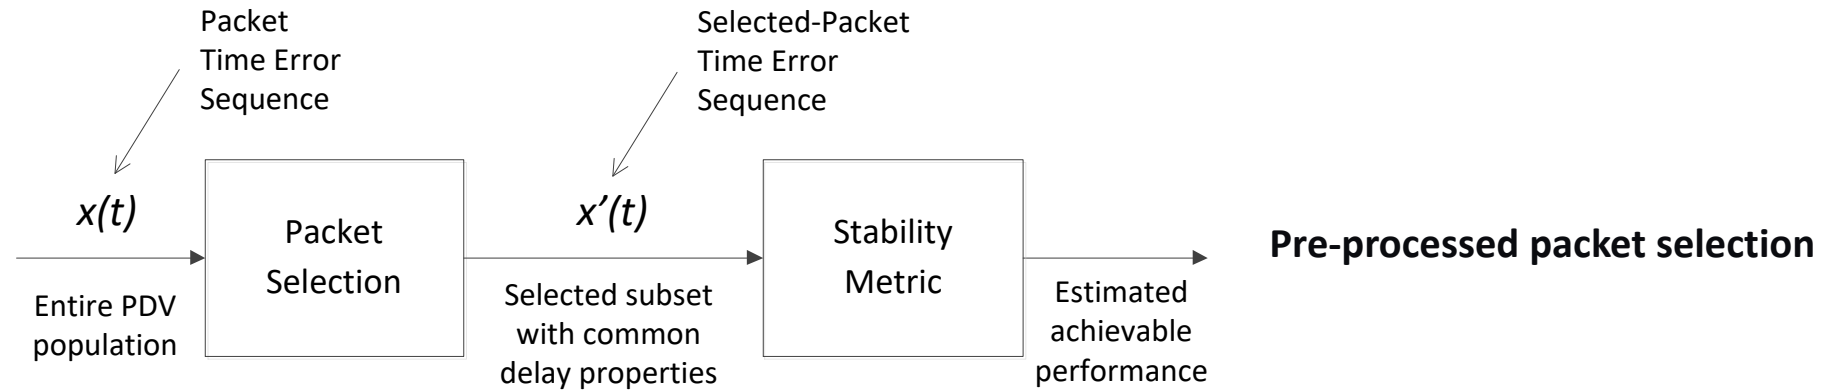 Packet
Time Error
Sequence
Selected-Packet
Time Error
Sequence
x(t)
Packet
Selection
x’(t)
Stability
Metric
Pre-processed packet selection
Entire PDV
population
Selected subset
with common
delay properties
Estimated
achievable
performance